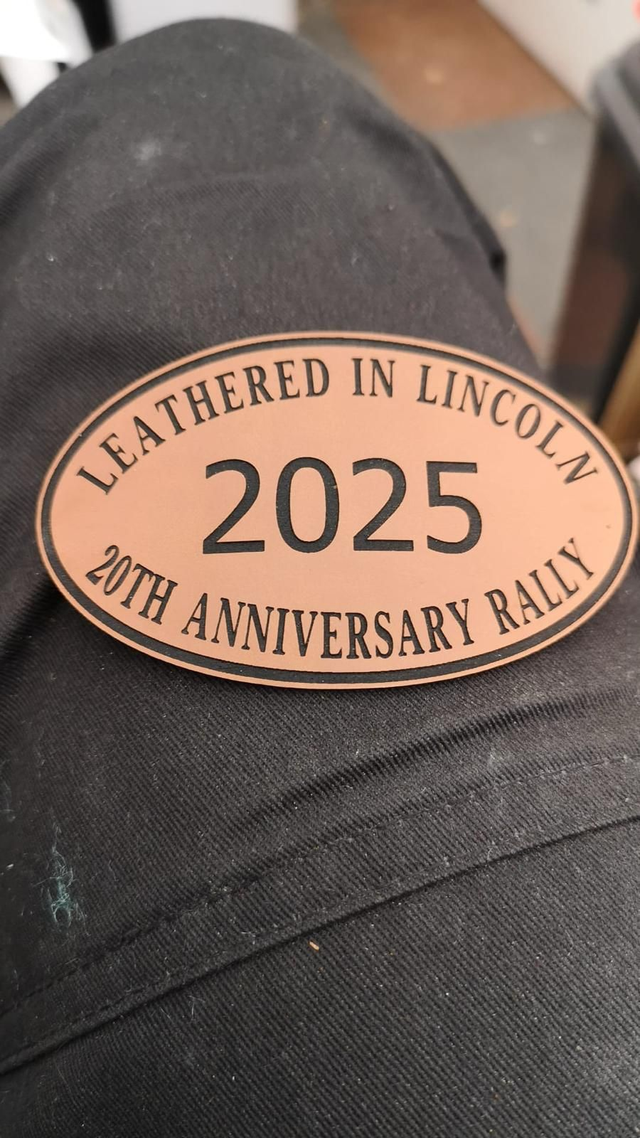 LEATHERED IN LINCOLN
2025
20TH ANNIVERSARY RALLY